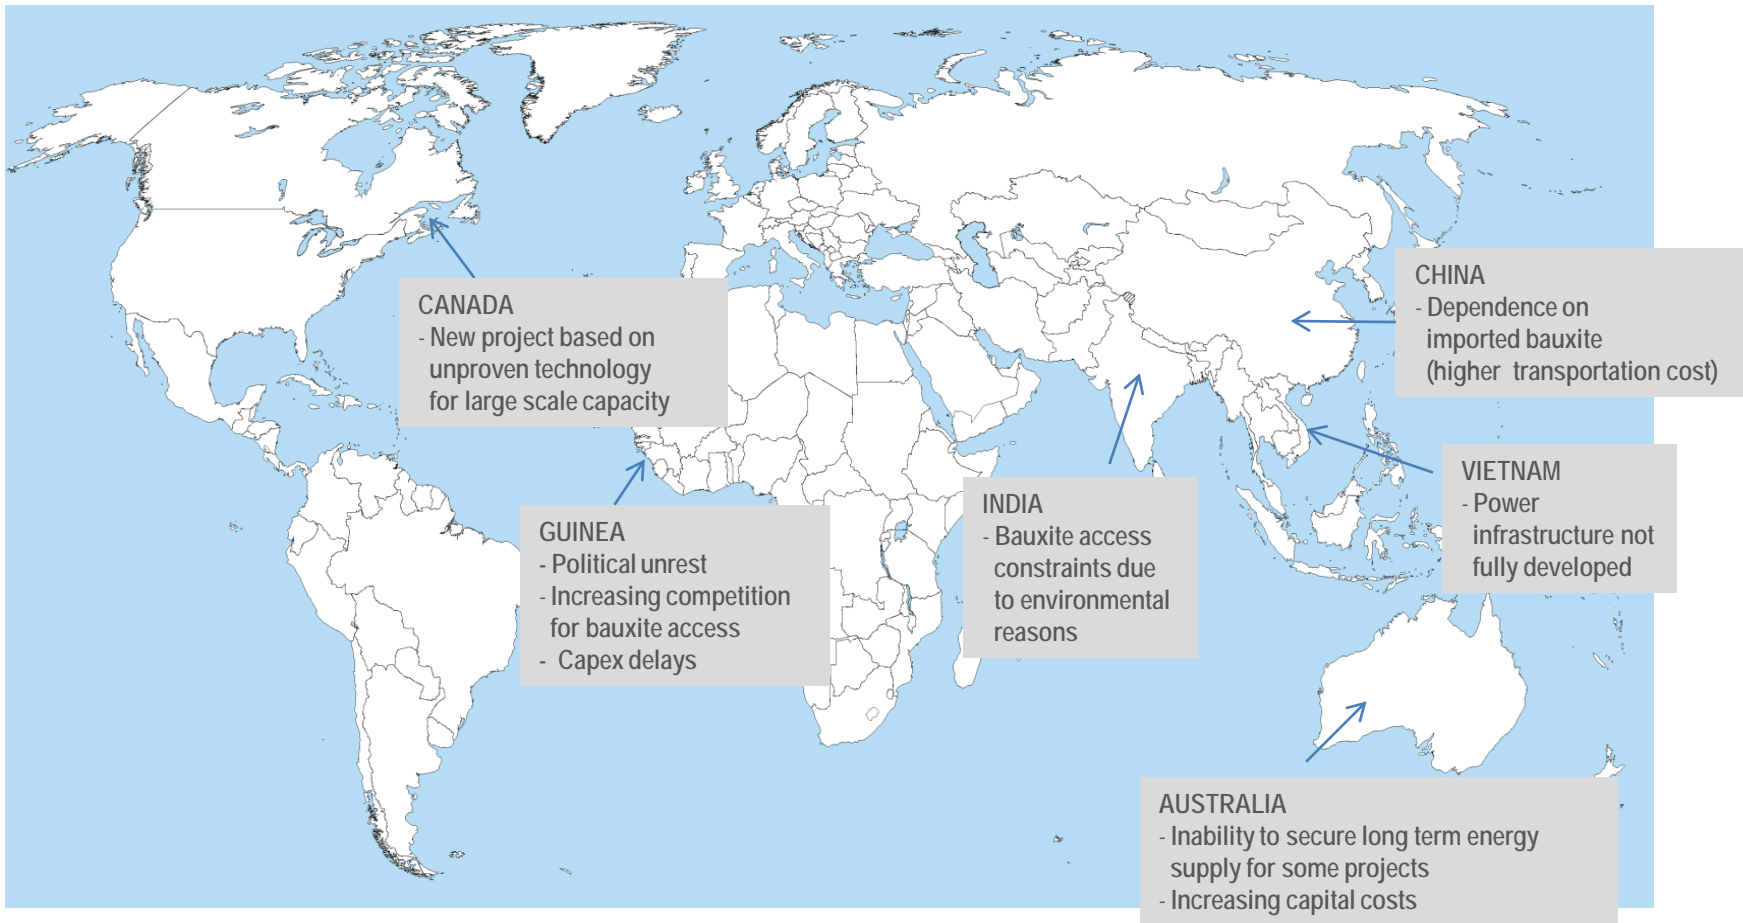 CANADA
- New project based on
unproven technology
for large scale capacity
CHINA
- Dependence on
imported bauxite
(higher transportation cost)
GUINEA
- Political unrest
- Increasing competition
for bauxite access
- Capex delays
INDIA
- Bauxite access
constraints due
to environmental
reasons
VIETNAM
- Power
infrastructure not
fully developed
AUSTRALIA
- Inability to secure long term energy
supply for some projects
- Increasing capital costs